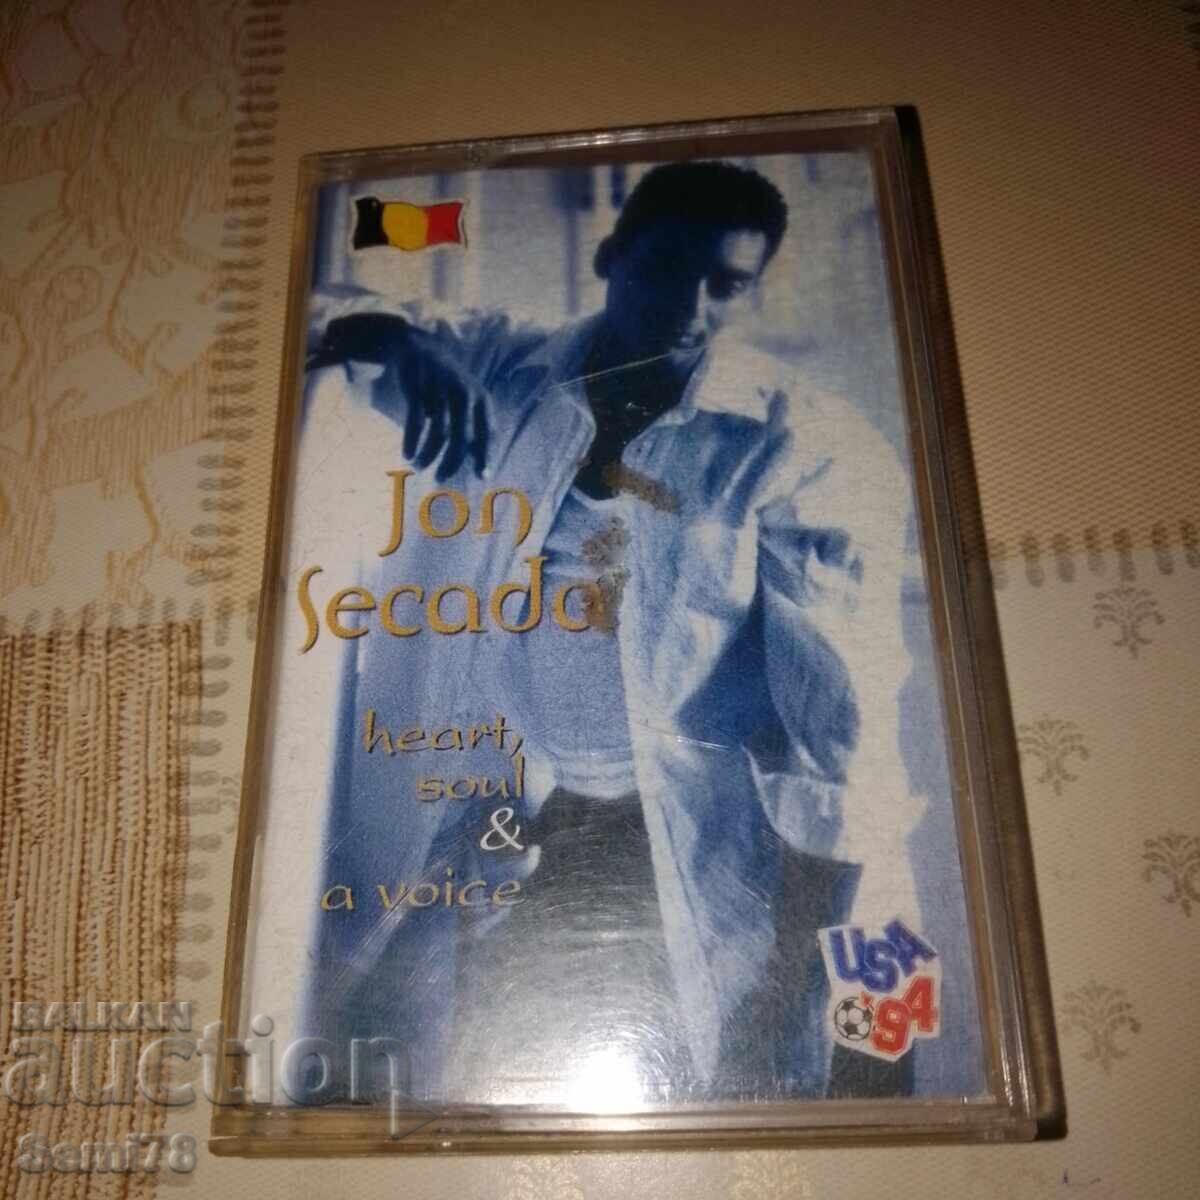 Jon
Secada
heart,
soul
&
a voice
USA
'94
BALKAN
auction
Semi78